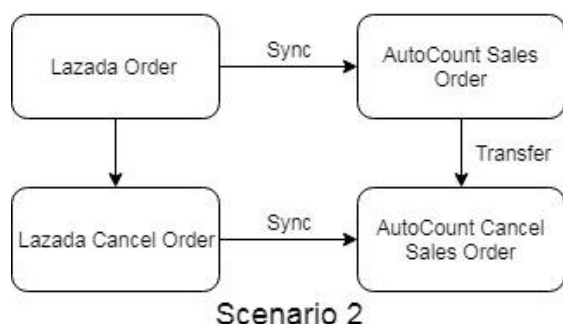 Lazada Order
Sync
AutoCount Sales
Order
Transfer
Lazada Cancel Order
Sync
AutoCount Cancel
Sales Order
Scenario 2